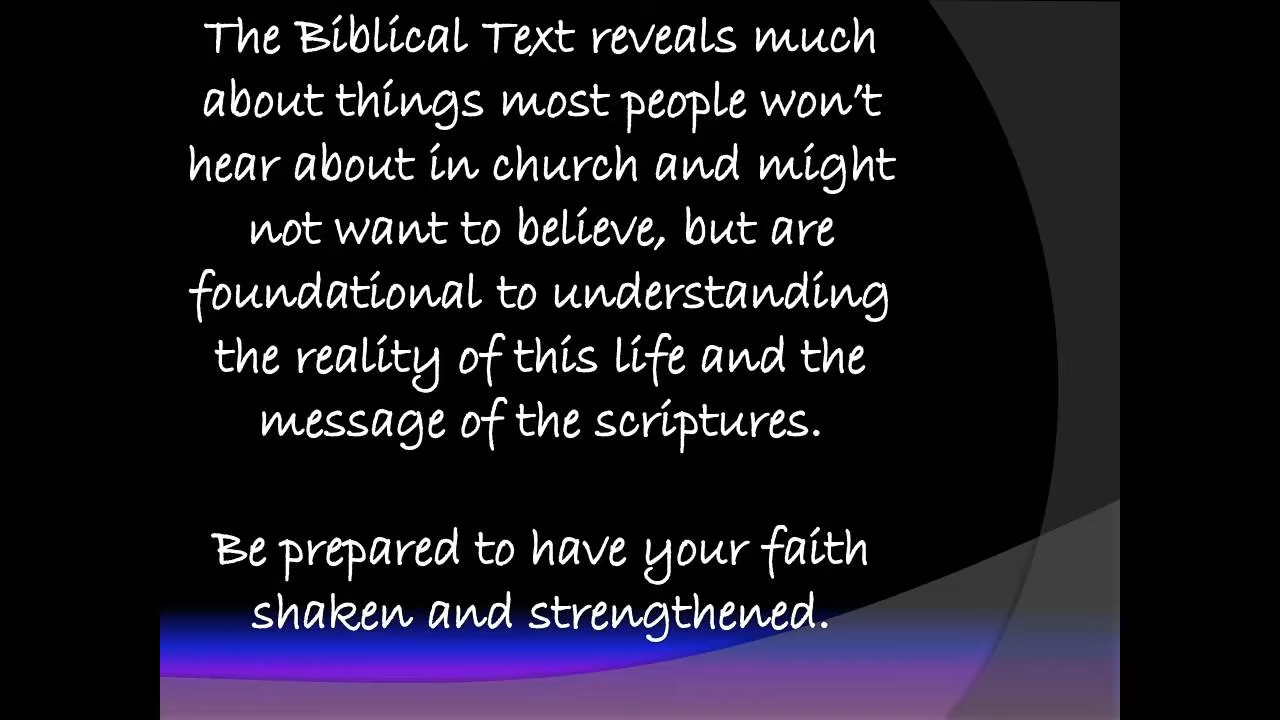 The Biblical Text reveals much
about things most people won't
hear about in church and might
not want to believe, but are
foundational to understanding
the reality of this life and the
message of the scriptures.
Be prepared to have your faith
shaken and strengthened.